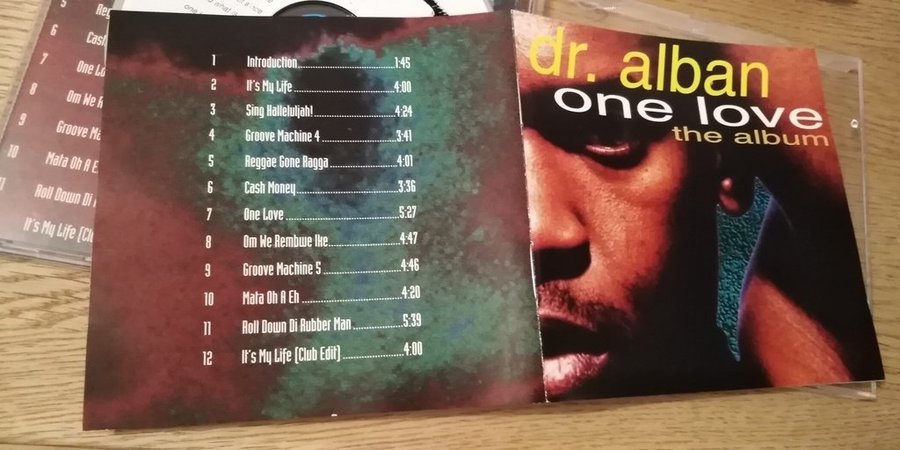 1 Introduction 1:45
2 It's My Life 4:00
3 Sing Halleluljah! 4:24
4 Groove Machine 4 3:41
5 Reggae Gone Ragga 4:01
6 Cash Money 3:36
7 One Love 5:27
8 Om We Rembwe Ike 4:47
9 Groove Machine 5 4:46
10 Mata Oh A Eh 4:20
11 Roll Down Di Rubber Man 5:39
12 It's My Life (Club Edit) 4:00
dr. alban
one love
the album
5
6 Cash
7 One
8 Om We
9 Groove
10 Mata Oh A E
Roll Down Di
It's My Life